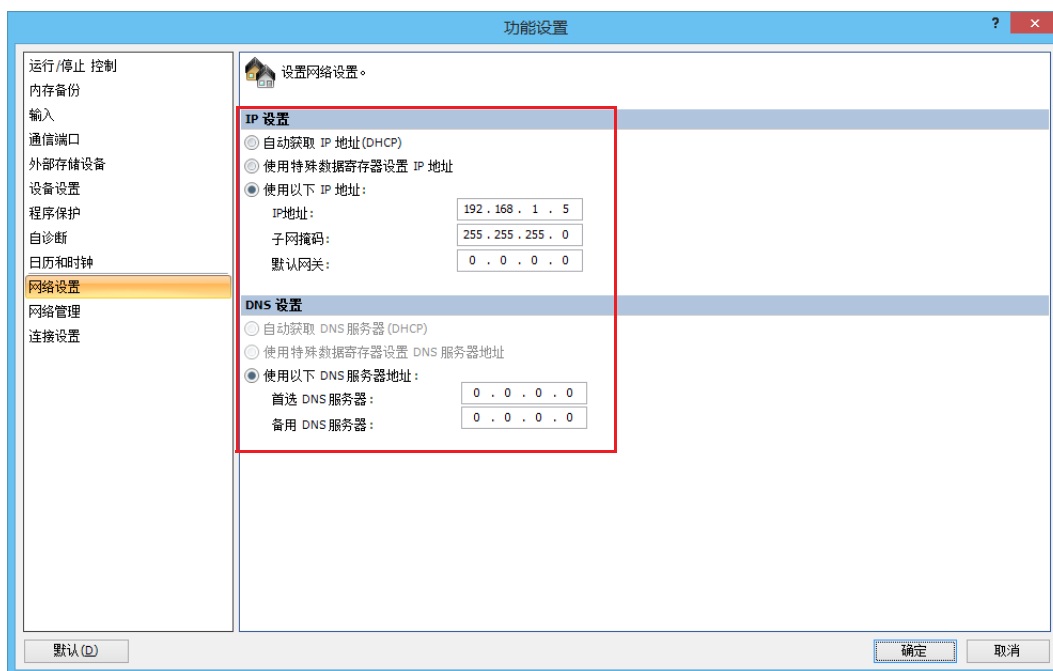 功能设置
?
运行/停止 控制
内存备份
输入
通信端口
外部存储设备
设备设置
程序保护
自诊断
日历和时钟
网络设置
网络管理
连接设置
设置网络设置。
IP 设置
自动获取 IP 地址(DHCP)
使用特殊数据寄存器设置 IP 地址
使用以下 IP 地址:
IP地址: 192 . 168 . 1 . 5
子网掩码: 255 . 255 . 255 . 0
默认网关: 0 . 0 . 0 . 0
DNS 设置
自动获取 DNS 服务器 (DHCP)
使用特殊数据寄存器设置 DNS 服务器地址
使用以下 DNS 服务器地址:
首选 DNS 服务器: 0 . 0 . 0 . 0
备用 DNS 服务器: 0 . 0 . 0 . 0
默认(D)
确定
取消